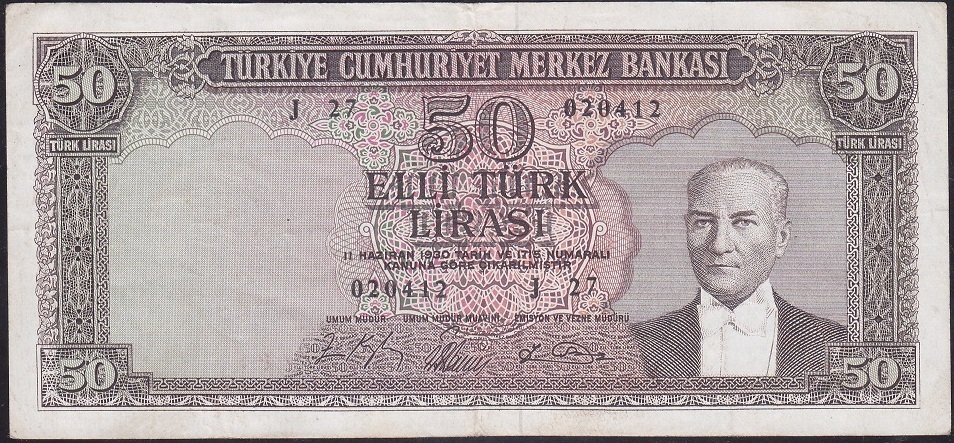 50 TÜRKİYE CUMHURİYET MERKEZ BANKASI 50
J 27 50 020412
TÜRK LİRASI TÜRK LİRASI
ELLİ TÜRK
LİRASI
11 HAZİRAN 1930 TARİH VE 1715 NUMARALI
KANUNA GÖRE ÇIKARILMIŞTIR
020412 J 27
UMUM MÜDÜR UMUM MÜDÜR MUAVİNİ EMİSYON VE VEZNE MÜDÜRÜ
50 50